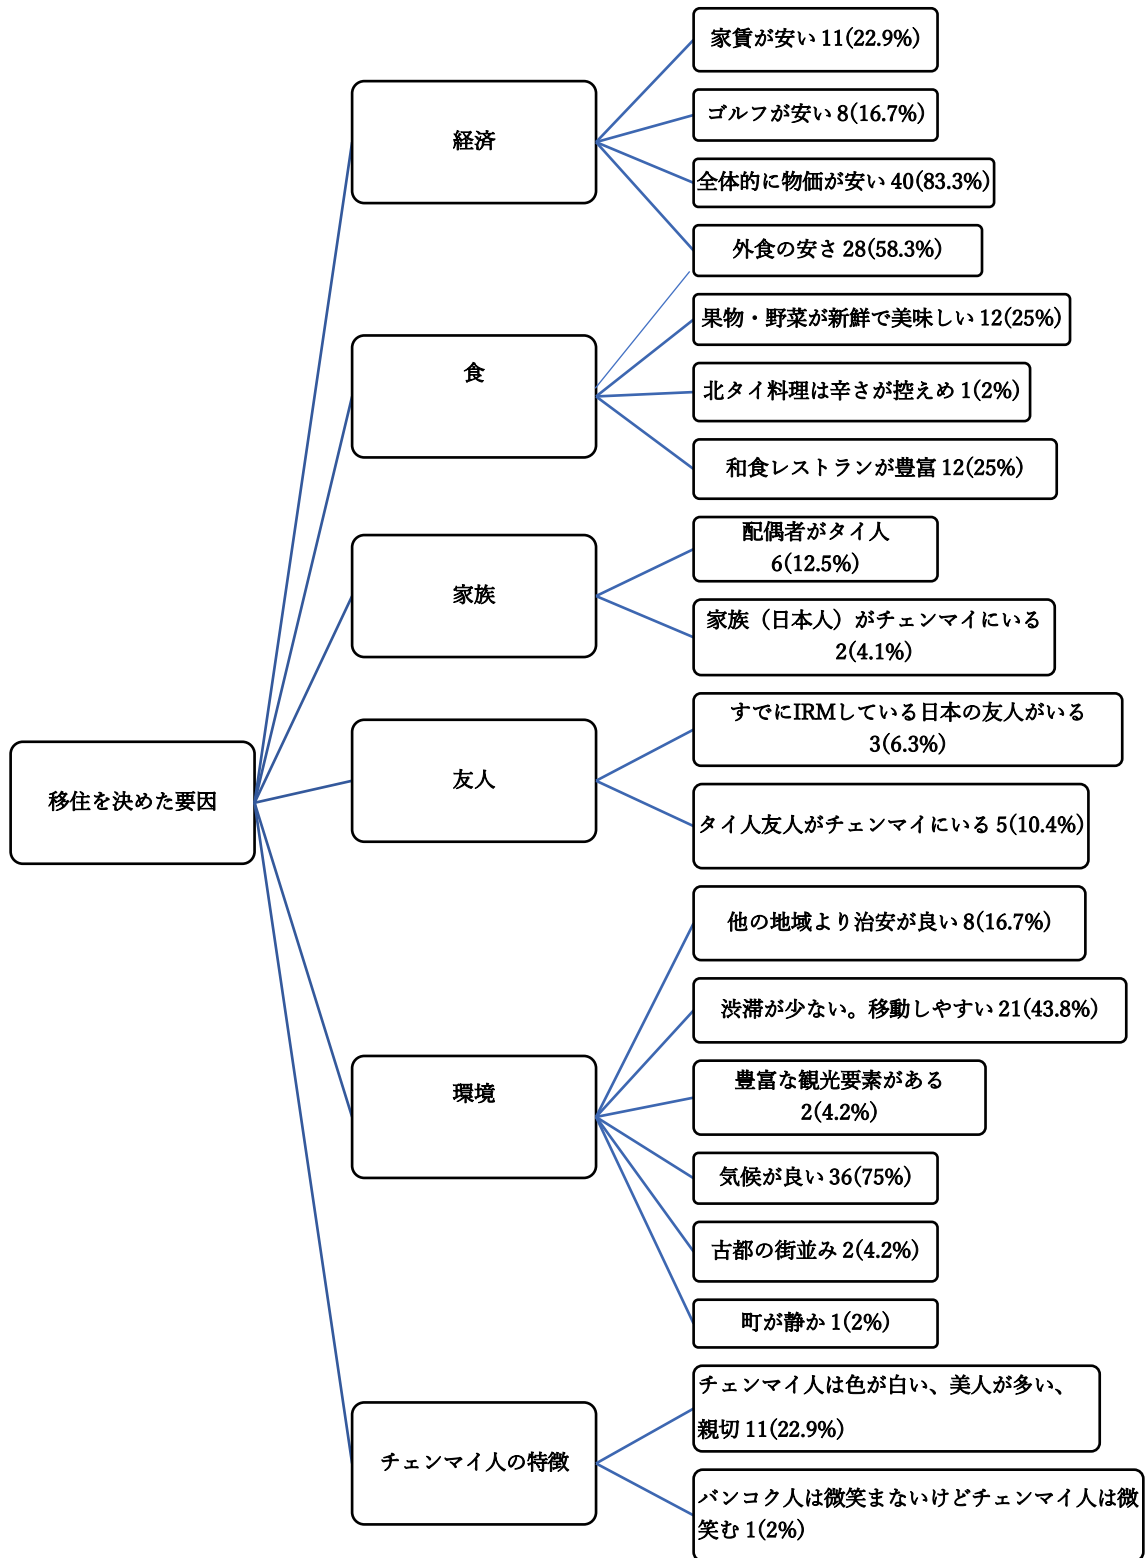 移住を決めた要因
経済
家賃が安い 11(22.9%)
ゴルフが安い 8(16.7%)
全体的に物価が安い 40(83.3%)
外食の安さ 28(58.3%)
食
果物・野菜が新鮮で美味しい 12(25%)
北タイ料理は辛さが控えめ 1(2%)
和食レストランが豊富 12(25%)
家族
配偶者がタイ人
6(12.5%)
家族（日本人）がチェンマイにいる
2(4.1%)
友人
すでにIRMしている日本の友人がいる
3(6.3%)
タイ人友人がチェンマイにいる 5(10.4%)
環境
他の地域より治安が良い 8(16.7%)
渋滞が少ない。移動しやすい 21(43.8%)
豊富な観光要素がある
2(4.2%)
気候が良い 36(75%)
古都の街並み 2(4.2%)
町が静か 1(2%)
チェンマイ人の特徴
チェンマイ人は色が白い、美人が多い、
親切 11(22.9%)
バンコク人は微笑まないけどチェンマイ人は微
笑む 1(2%)